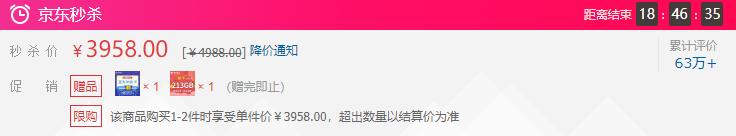 京东秒杀 距离结束 18 : 46 : 35
秒杀价 ￥3958.00 [￥4988.00] 降价通知 累计评价
63万+
促销 赠品 × 1 213GB × 1 （赠完即止）
限购 该商品购买1-2件时享受单件价￥3958.00，超出数量以结算价为准